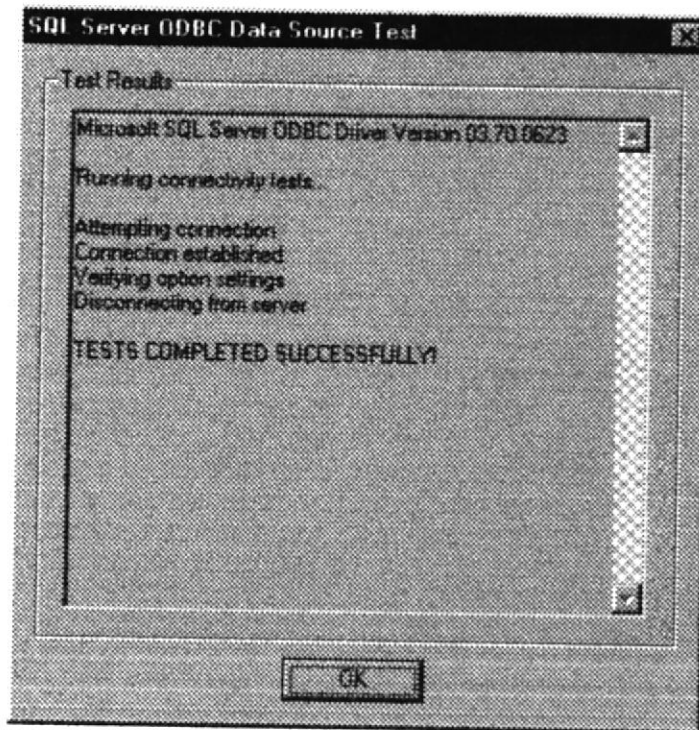 SQL Server ODBC Data Source Test
Test Results
Microsoft SQL Server ODBC Driver Version 03.70.0623
Running connectivity tests...
Attempting connection
Connection established
Verifying option settings
Disconnecting from server
TESTS COMPLETED SUCCESSFULLY!
OK